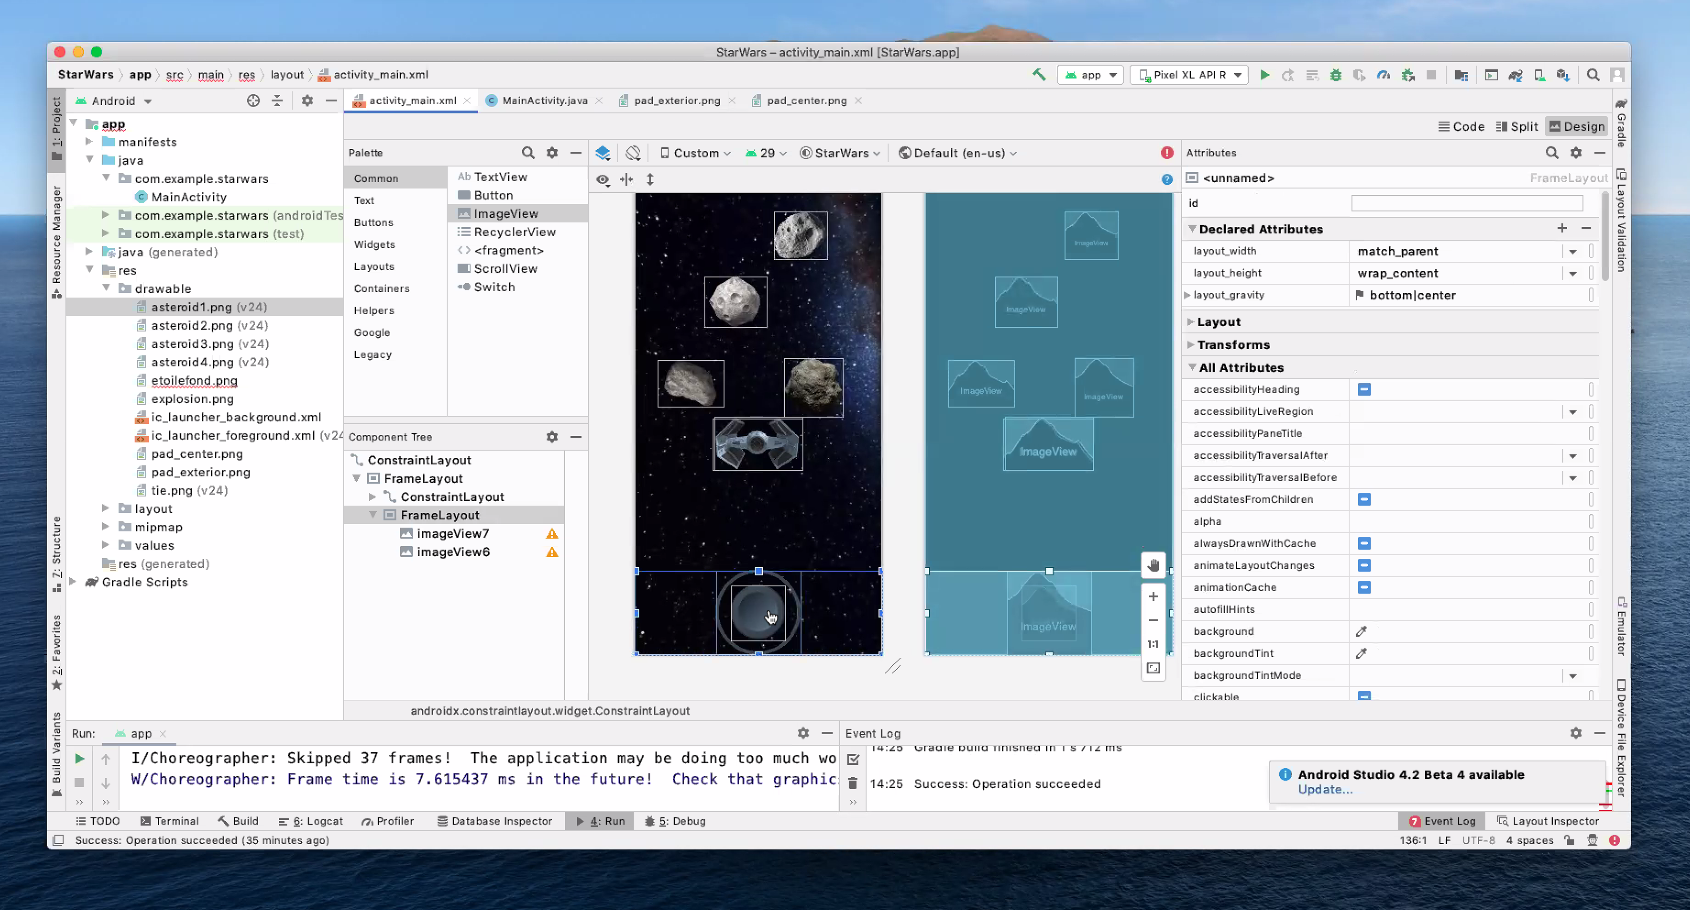 StarWars – activity_main.xml [StarWars.app]
StarWars app src main res layout activity_main.xml
app Pixel XL API R
1: Project
Resource Manager
7: Structure
2: Favorites
Build Variants
Android
app
manifests
java
com.example.starwars
MainActivity
com.example.starwars (androidTes
com.example.starwars (test)
java (generated)
res
drawable
asteroid1.png (v24)
asteroid2.png (v24)
asteroid3.png (v24)
asteroid4.png (v24)
etoilefond.png
explosion.png
ic_launcher_background.xml
ic_launcher_foreground.xml (v24
pad_center.png
pad_exterior.png
tie.png (v24)
layout
mipmap
values
res (generated)
Gradle Scripts
activity_main.xml MainActivity.java pad_exterior.png pad_center.png
Code Split Design
Palette
Common
Text
Buttons
Widgets
Layouts
Containers
Helpers
Google
Legacy
Ab TextView
Button
ImageView
RecyclerView
<> <fragment>
ScrollView
Switch
Component Tree
ConstraintLayout
FrameLayout
ConstraintLayout
FrameLayout
imageView7
imageView6
Custom 29 StarWars Default (en-us)
ImageView
ImageView
ImageView
ImageView
ImageView
ImageView
1:1
androidx.constraintlayout.widget.ConstraintLayout
Attributes
<unnamed> FrameLayout
id
Declared Attributes
layout_width match_parent
layout_height wrap_content
layout_gravity bottom|center
Layout
Transforms
All Attributes
accessibilityHeading
accessibilityLiveRegion
accessibilityPaneTitle
accessibilityTraversalAfter
accessibilityTraversalBefore
addStatesFromChildren
alpha
alwaysDrawnWithCache
animateLayoutChanges
animationCache
autofillHints
background
backgroundTint
backgroundTintMode
clickable
Gradle
Layout Validation
Emulator
Device File Explorer
Run: app
I/Choreographer: Skipped 37 frames! The application may be doing too much wo
W/Choreographer: Frame time is 7.615437 ms in the future! Check that graphic
Event Log
14:25 Gradle build finished in 1 s 712 ms
14:25 Success: Operation succeeded
Android Studio 4.2 Beta 4 available
Update...
TODO Terminal Build 6: Logcat Profiler Database Inspector 4: Run 5: Debug
7 Event Log Layout Inspector
Success: Operation succeeded (35 minutes ago)
136:1 LF UTF-8 4 spaces